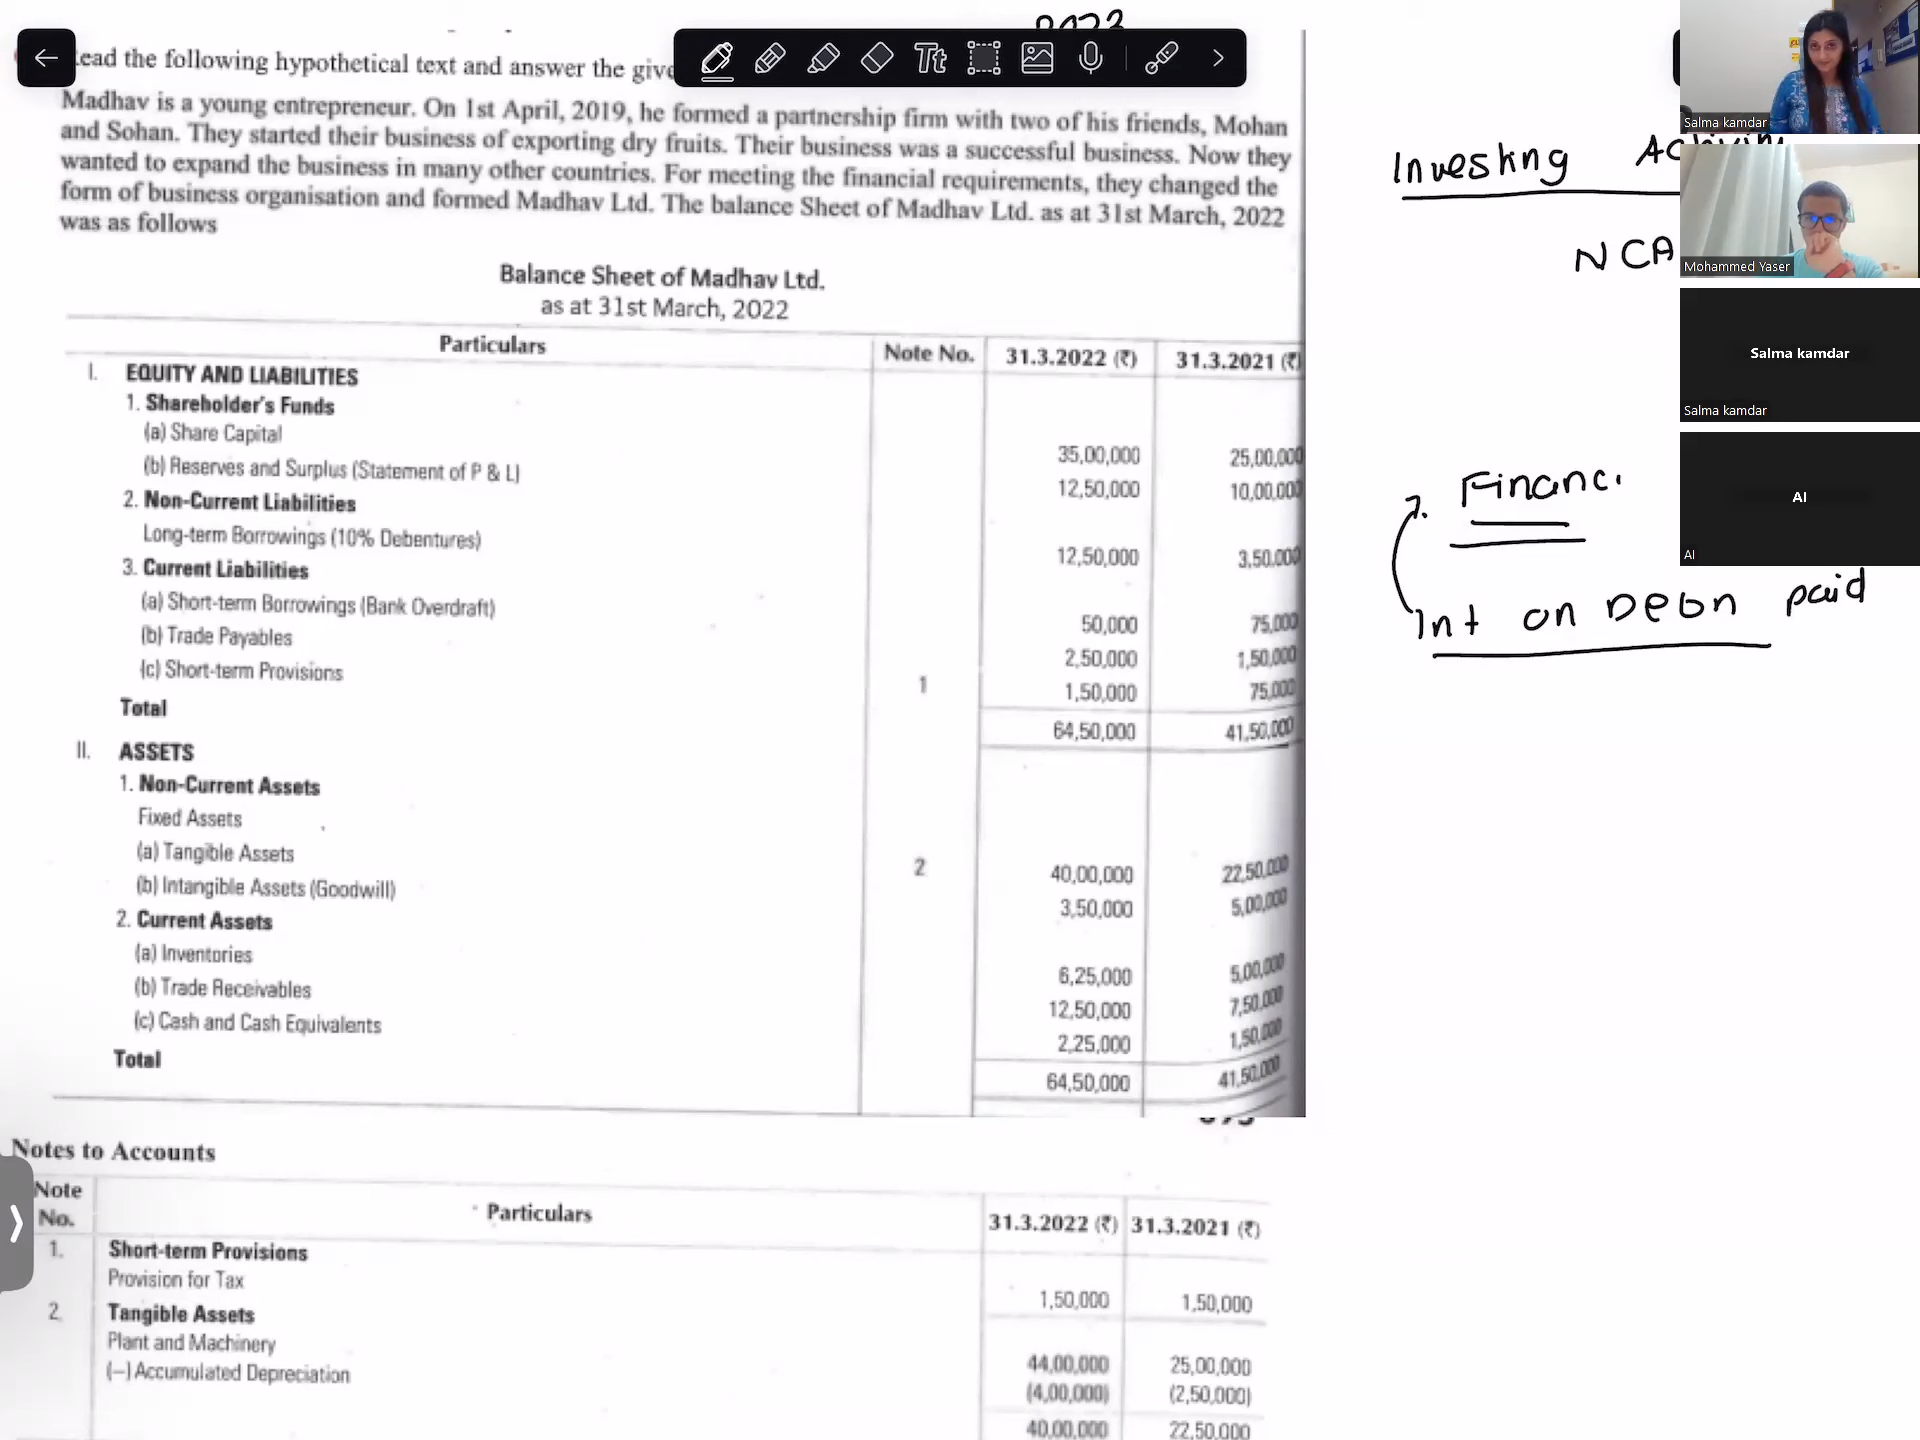 ead the following hypothetical text and answer the give
Madhav is a young entrepreneur. On 1st April, 2019, he formed a partnership firm with two of his friends, Mohan
and Sohan. They started their business of exporting dry fruits. Their business was a successful business. Now they
wanted to expand the business in many other countries. For meeting the financial requirements, they changed the
form of business organisation and formed Madhav Ltd. The balance Sheet of Madhav Ltd. as at 31st March, 2022
was as follows
Balance Sheet of Madhav Ltd.
as at 31st March, 2022
Particulars Note No. 31.3.2022 (₹) 31.3.2021 (₹)
I. EQUITY AND LIABILITIES
1. Shareholder's Funds
(a) Share Capital 35,00,000 25,00,000
(b) Reserves and Surplus (Statement of P & L) 12,50,000 10,00,000
2. Non-Current Liabilities
Long-term Borrowings (10% Debentures) 12,50,000 3,50,000
3. Current Liabilities
(a) Short-term Borrowings (Bank Overdraft) 50,000 75,000
(b) Trade Payables 2,50,000 1,50,000
(c) Short-term Provisions 1 1,50,000 75,000
Total 64,50,000 41,50,000
II. ASSETS
1. Non-Current Assets
Fixed Assets
(a) Tangible Assets 2 40,00,000 22,50,000
(b) Intangible Assets (Goodwill) 3,50,000 5,00,000
2. Current Assets
(a) Inventories 6,25,000 5,00,000
(b) Trade Receivables 12,50,000 7,50,000
(c) Cash and Cash Equivalents 2,25,000 1,50,000
Total 64,50,000 41,50,000
Notes to Accounts
Note No. Particulars 31.3.2022 (₹) 31.3.2021 (₹)
1. Short-term Provisions
Provision for Tax 1,50,000 1,50,000
2. Tangible Assets
Plant and Machinery 44,00,000 25,00,000
(–) Accumulated Depreciation (4,00,000) (2,50,000)
40,00,000 22,50,000
Investing
NCA
Financ.
Int on Debn paid
Tt
Salma kamdar
Mohammed Yaser
Salma kamdar
Salma kamdar
AI
AI